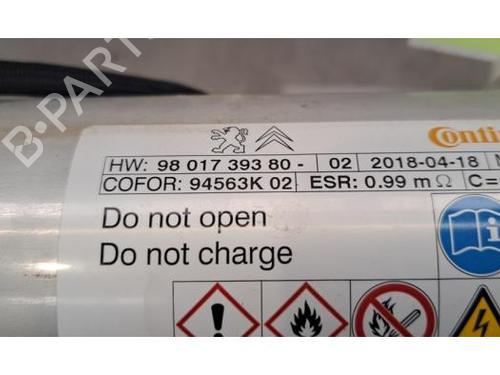 B-PARTS
Conti
HW: 98 017 393 80 - 02 2018-04-18
COFOR: 94563K 02 ESR: 0.99 mΩ C=
Do not open
Do not charge